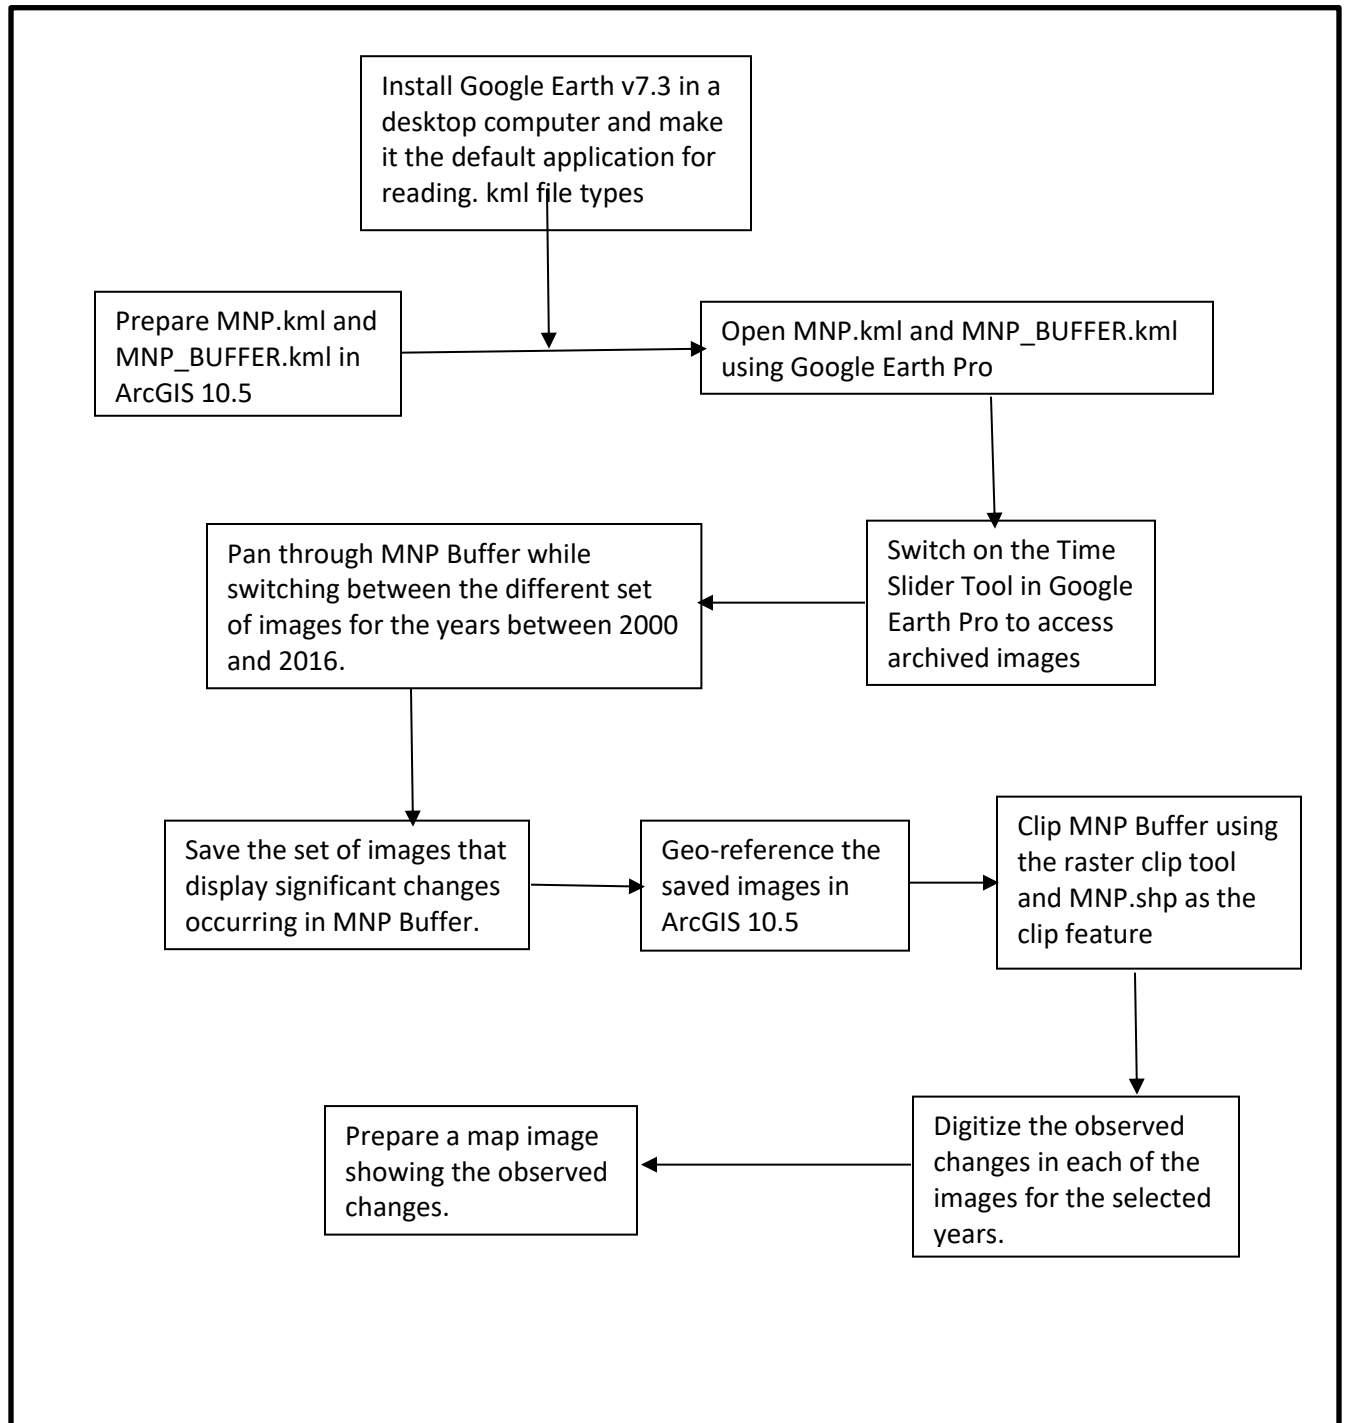 Install Google Earth v7.3 in a
desktop computer and make
it the default application for
reading. kml file types
Prepare MNP.kml and
MNP_BUFFER.kml in
ArcGIS 10.5
Open MNP.kml and MNP_BUFFER.kml
using Google Earth Pro
Switch on the Time
Slider Tool in Google
Earth Pro to access
archived images
Pan through MNP Buffer while
switching between the different set
of images for the years between 2000
and 2016.
Save the set of images that
display significant changes
occurring in MNP Buffer.
Geo-reference the
saved images in
ArcGIS 10.5
Clip MNP Buffer using
the raster clip tool
and MNP.shp as the
clip feature
Digitize the observed
changes in each of the
images for the selected
years.
Prepare a map image
showing the observed
changes.